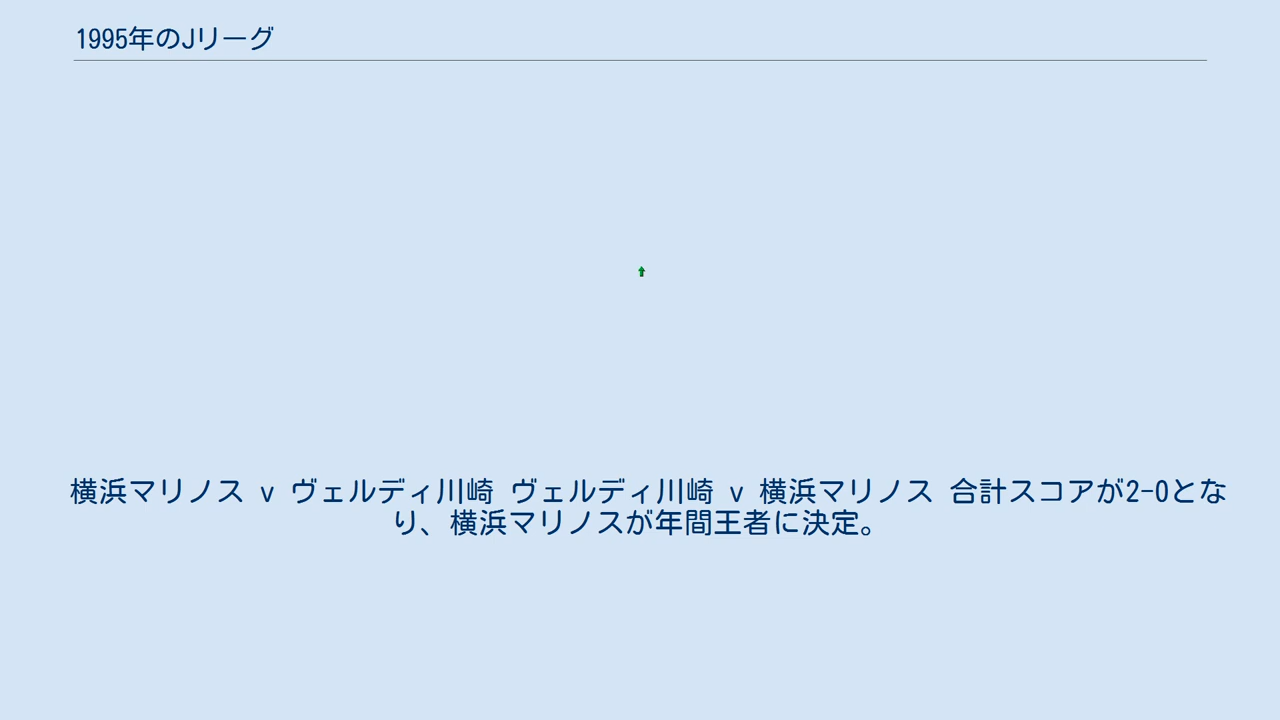 1995年のJリーグ
横浜マリノス v ヴェルディ川崎 ヴェルディ川崎 v 横浜マリノス 合計スコアが2-0とな
り、横浜マリノスが年間王者に決定。